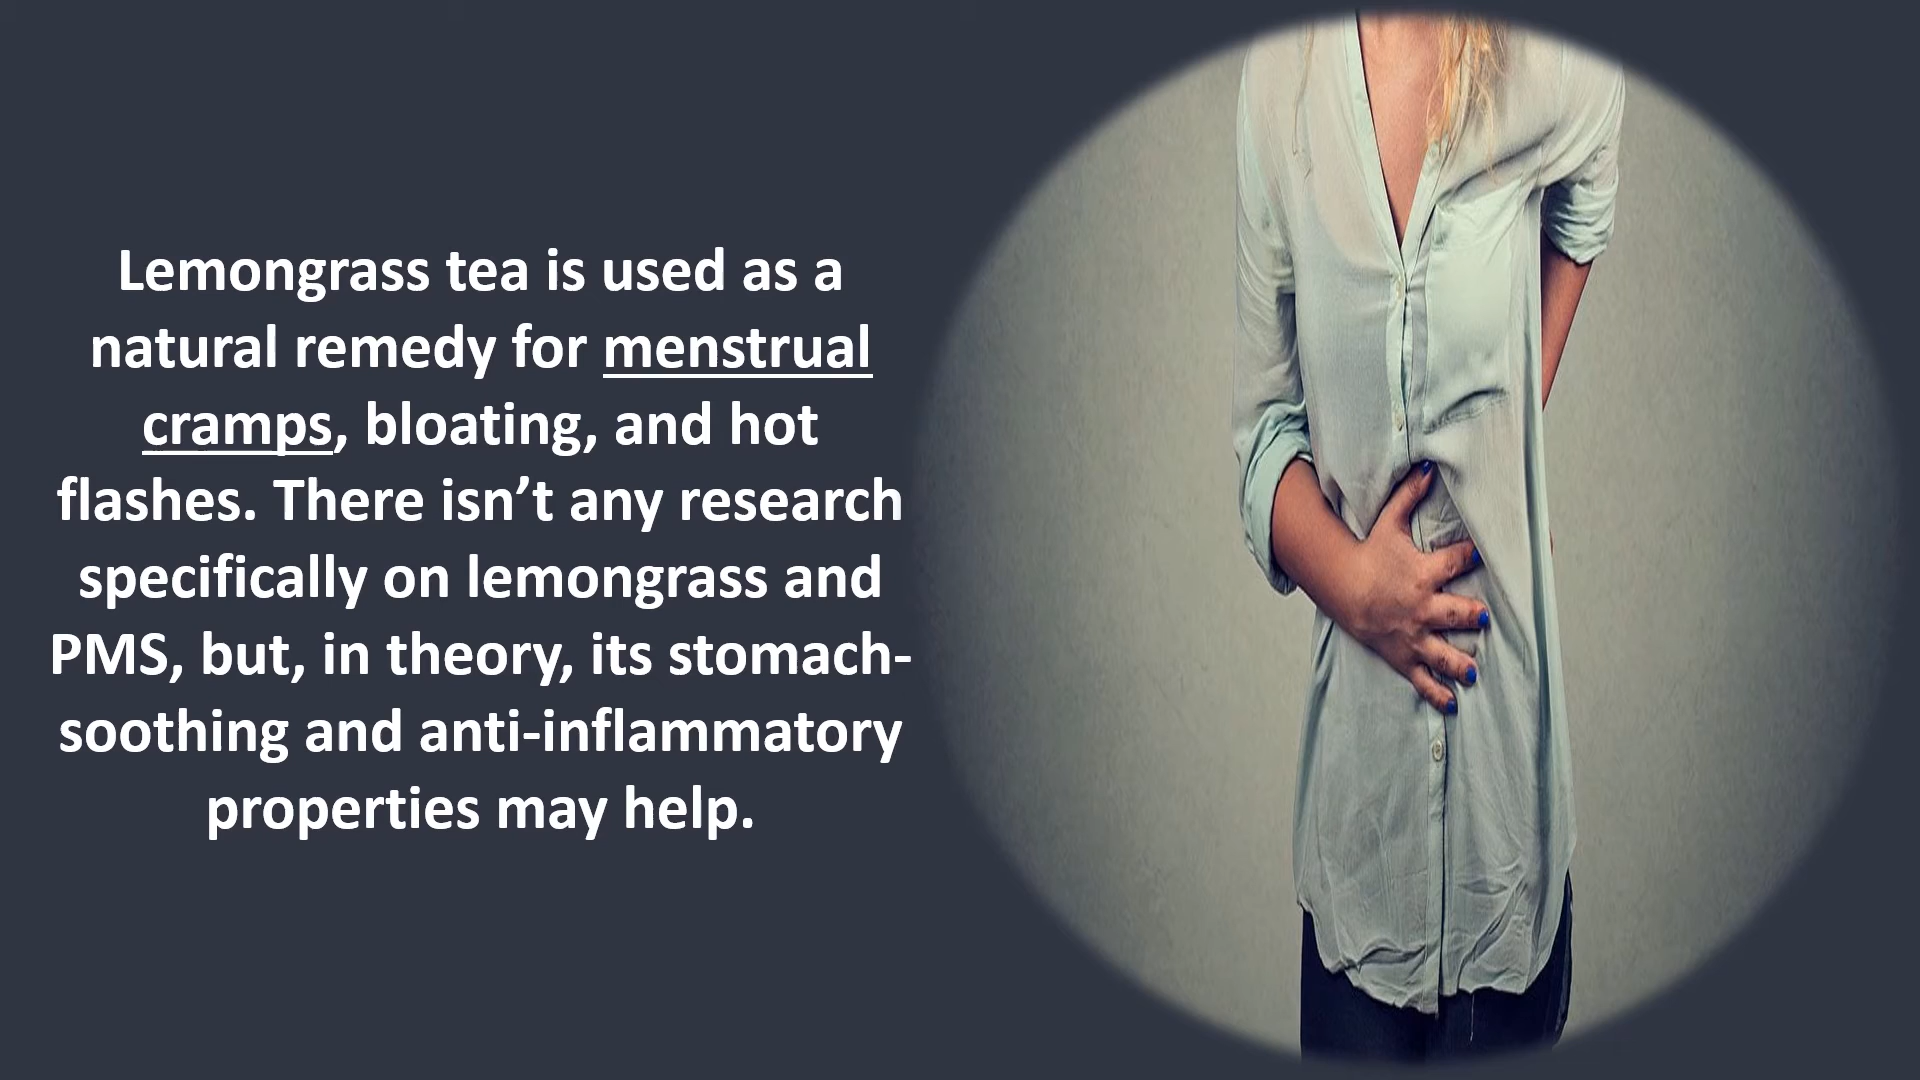 Lemongrass tea is used as a
natural remedy for menstrual
cramps, bloating, and hot
flashes. There isn’t any research
specifically on lemongrass and
PMS, but, in theory, its stomach-
soothing and anti-inflammatory
properties may help.